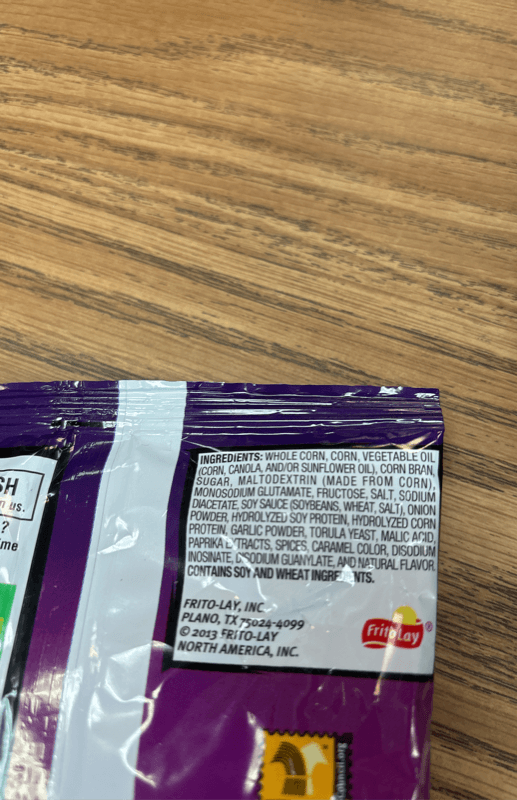 SH
n us.
?
ime
INGREDIENTS: WHOLE CORN, CORN, VEGETABLE OIL
(CORN, CANOLA, AND/OR SUNFLOWER OIL), CORN BRAN,
SUGAR, MALTODEXTRIN (MADE FROM CORN),
MONOSODIUM GLUTAMATE, FRUCTOSE, SALT, SODIUM
DIACETATE, SOY SAUCE (SOYBEANS, WHEAT, SALT), ONION
POWDER, HYDROLYZED SOY PROTEIN, HYDROLYZED CORN
PROTEIN, GARLIC POWDER, TORULA YEAST, MALIC ACID,
PAPRIKA EXTRACTS, SPICES, CARAMEL COLOR, DISODIUM
INOSINATE, DISODIUM GUANYLATE, AND NATURAL FLAVOR.
CONTAINS SOY AND WHEAT INGREDIENTS.
FRITO-LAY, INC.
PLANO, TX 75024-4099
© 2013 FRITO-LAY
NORTH AMERICA, INC.
Frito Lay®